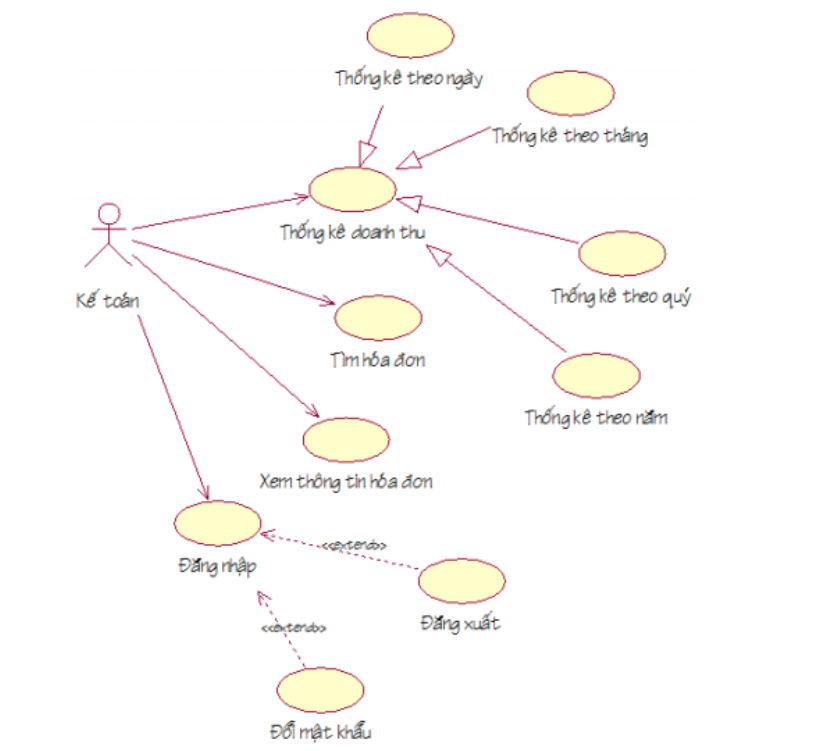 Thống kê theo ngày
Thống kê theo tháng
Thống kê doanh thu
Kế toán
Thống kê theo quý
Tìm hóa đơn
Thống kê theo năm
Xem thông tin hóa đơn
<<extend>>
Đăng nhập
Đăng xuất
<<extend>>
Đổi mật khẩu